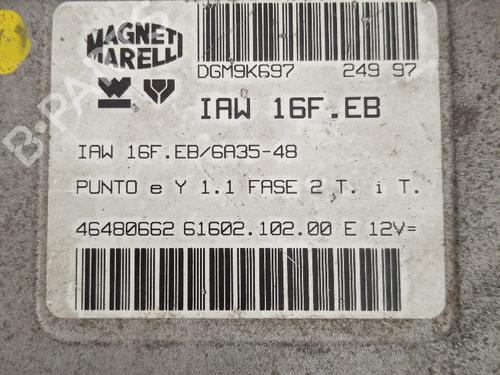 MAGNETI
MARELLI
DGM9K697 249 97
IAW 16F.EB
IAW 16F.EB/6A35-48
PUNTO e Y 1.1 FASE 2 T. i T.
46480662 61602.102.00 E 12V=